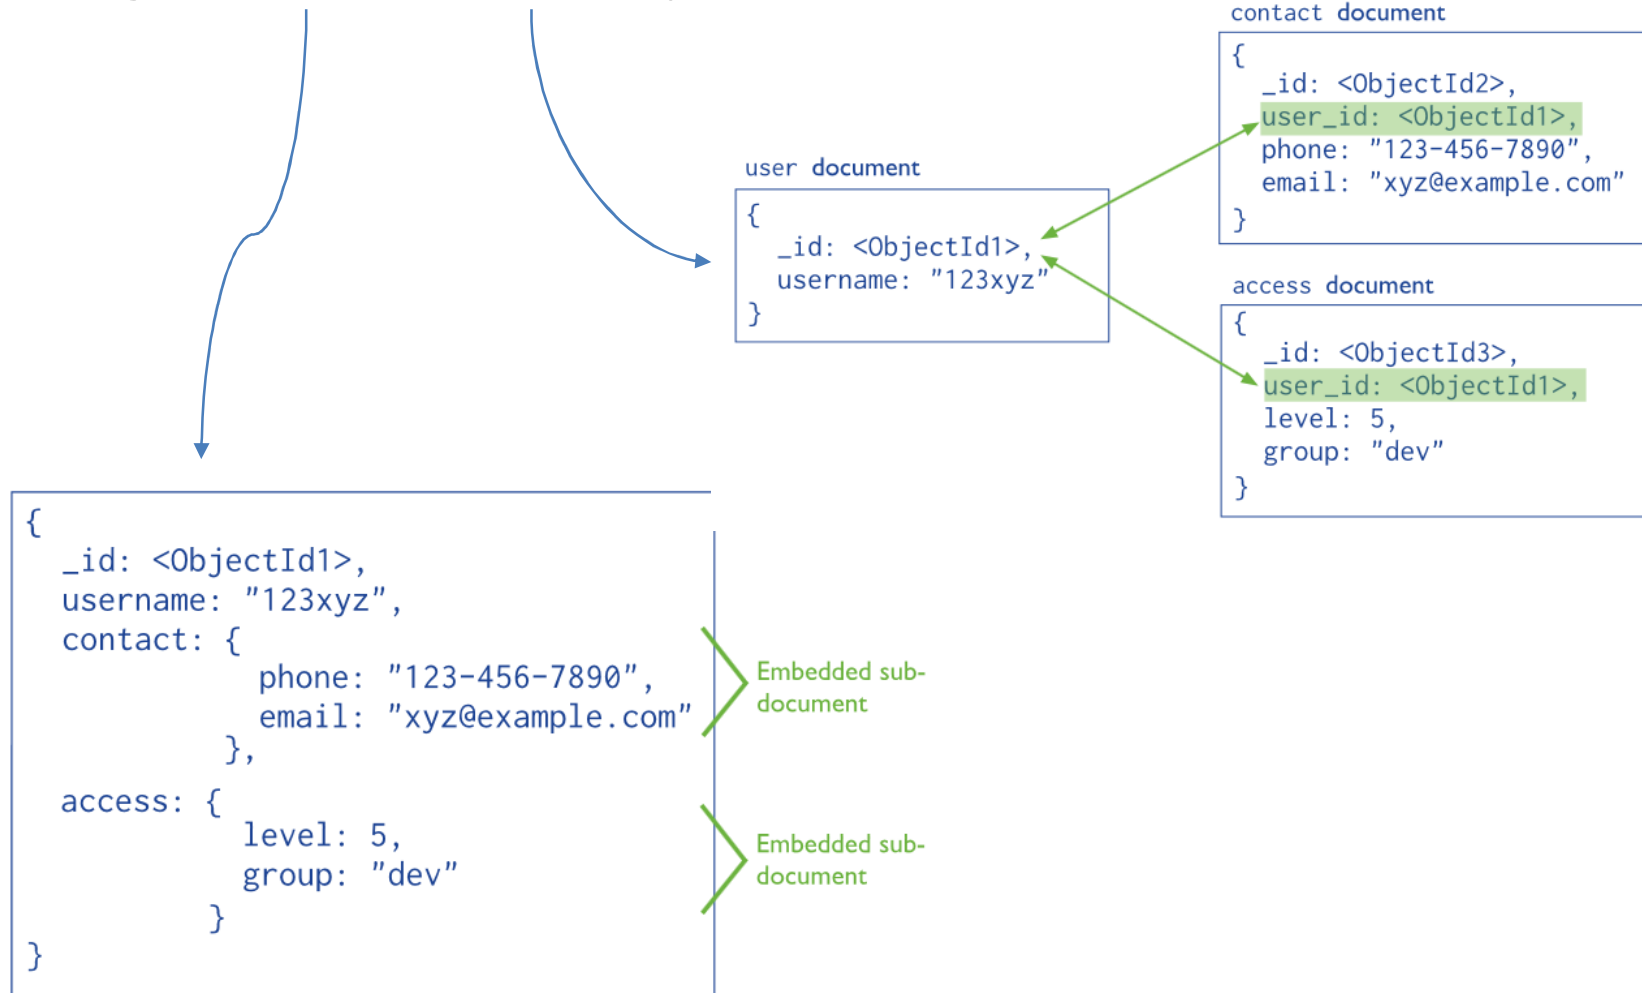 contact document
{
_id: <ObjectId2>,
user_id: <ObjectId1>,
phone: "123-456-7890",
email: "xyz@example.com"
}
user document
{
_id: <ObjectId1>,
username: "123xyz"
}
access document
{
_id: <ObjectId3>,
user_id: <ObjectId1>,
level: 5,
group: "dev"
}
{
_id: <ObjectId1>,
username: "123xyz",
contact: {
phone: "123-456-7890",
email: "xyz@example.com"
},
access: {
level: 5,
group: "dev"
}
}
Embedded sub-
document
Embedded sub-
document